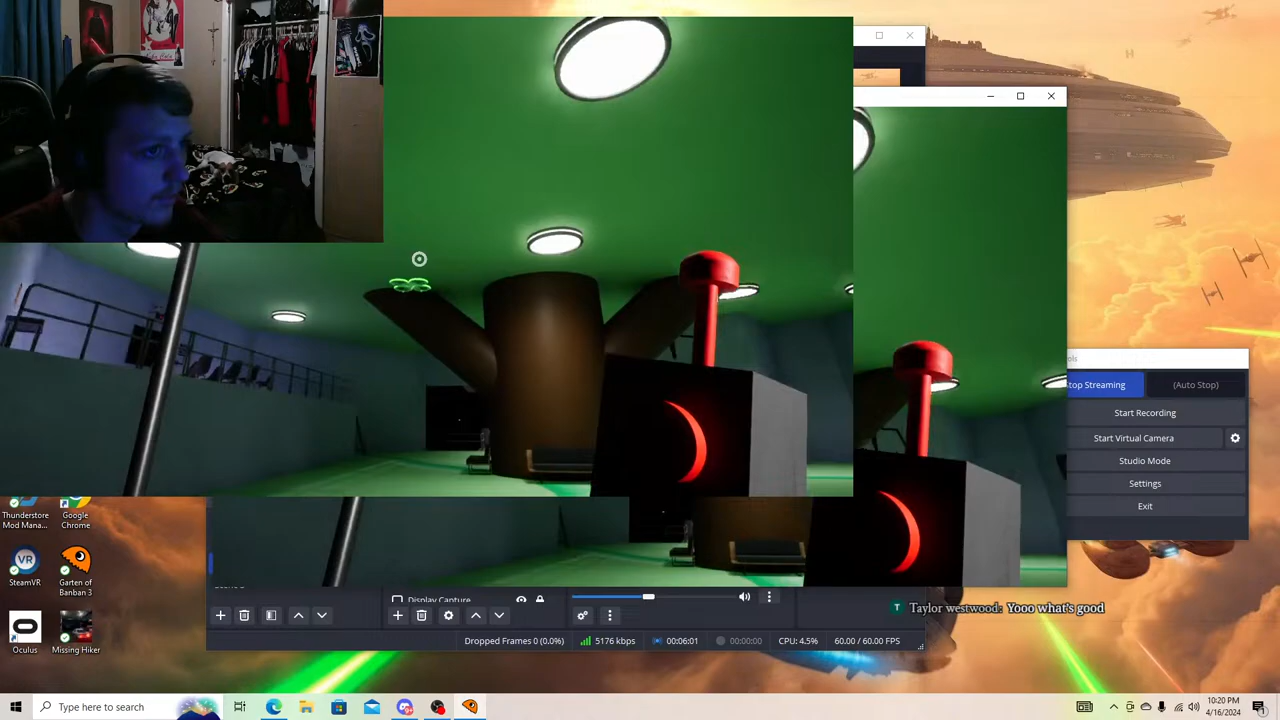 ols
top Streaming
(Auto Stop)
Start Recording
Start Virtual Camera
Studio Mode
Settings
Exit
Thunderstore
Mod Mana...
Google
Chrome
SteamVR
Garten of
Banban 3
Oculus
Missing Hiker
Display Capture
Taylor westwood: Yooo what's good
Dropped Frames 0 (0.0%)
5176 kbps
00:06:01
00:00:00
CPU: 4.5%
60.00 / 60.00 FPS
Type here to search
10:20 PM
4/16/2024